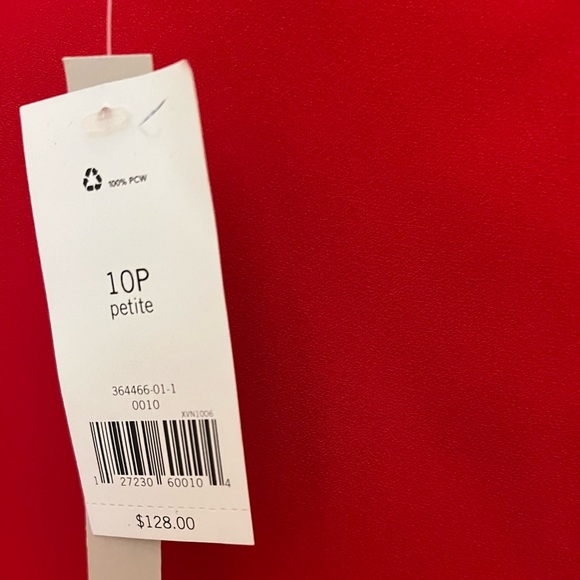 100% PCW
10P
petite
364466-01-1
0010
XVN1006
1 27230 60010 4
$128.00